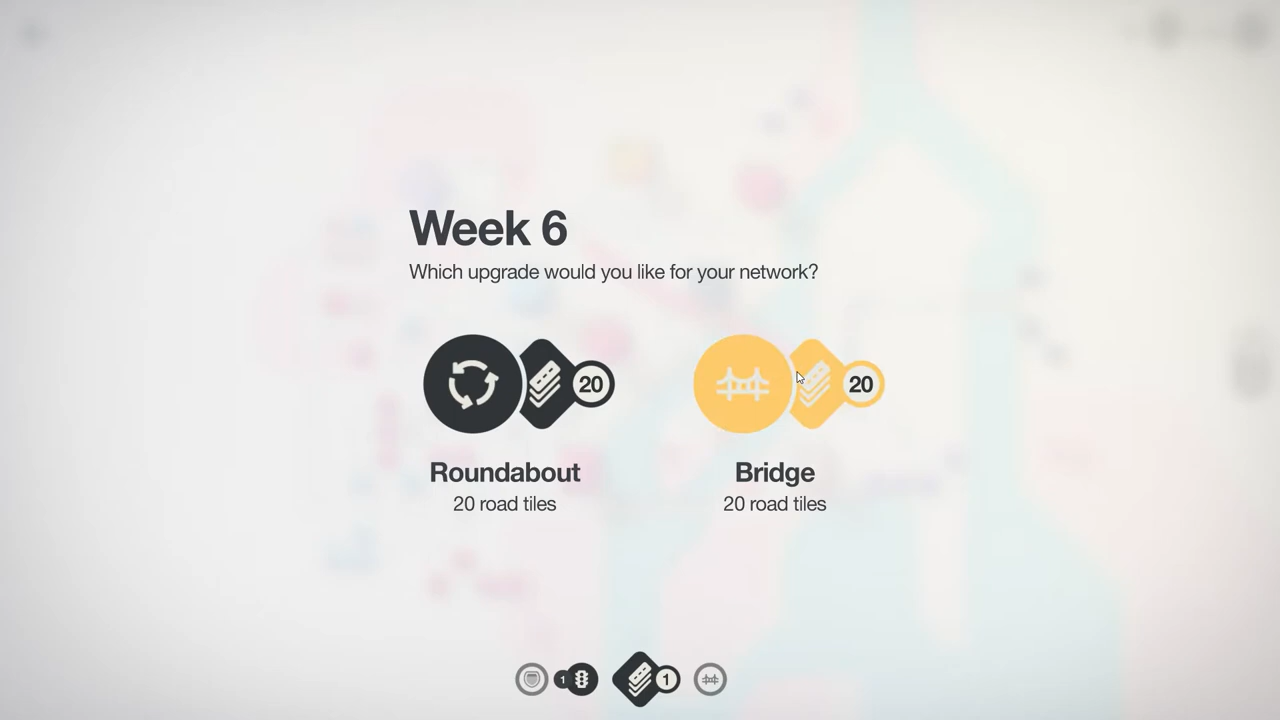 Week 6
Which upgrade would you like for your network?
20
20
Roundabout
Bridge
20 road tiles
20 road tiles
1
1